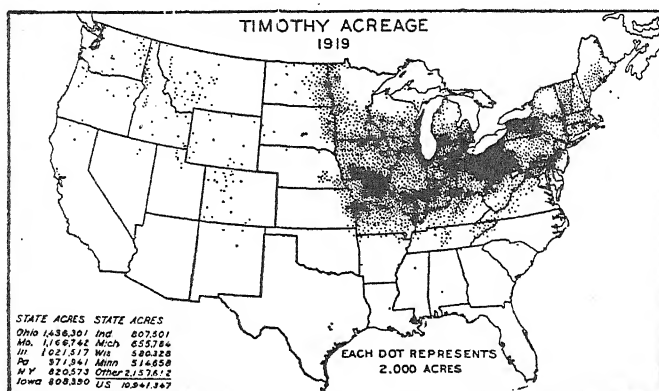 TIMOTHY ACREAGE
1919
STATE ACRES STATE ACRES
Ohio 1,436,301 Ind 807,501
Mo. 1,166,742 Mich 655,784
Ill 1,021,517 Wis 580,328
Pa 971,941 Minn 514,658
NY 820,573 Other 2,157,612
Iowa 808,390 US 10,941,347
EACH DOT REPRESENTS
2,000 ACRES